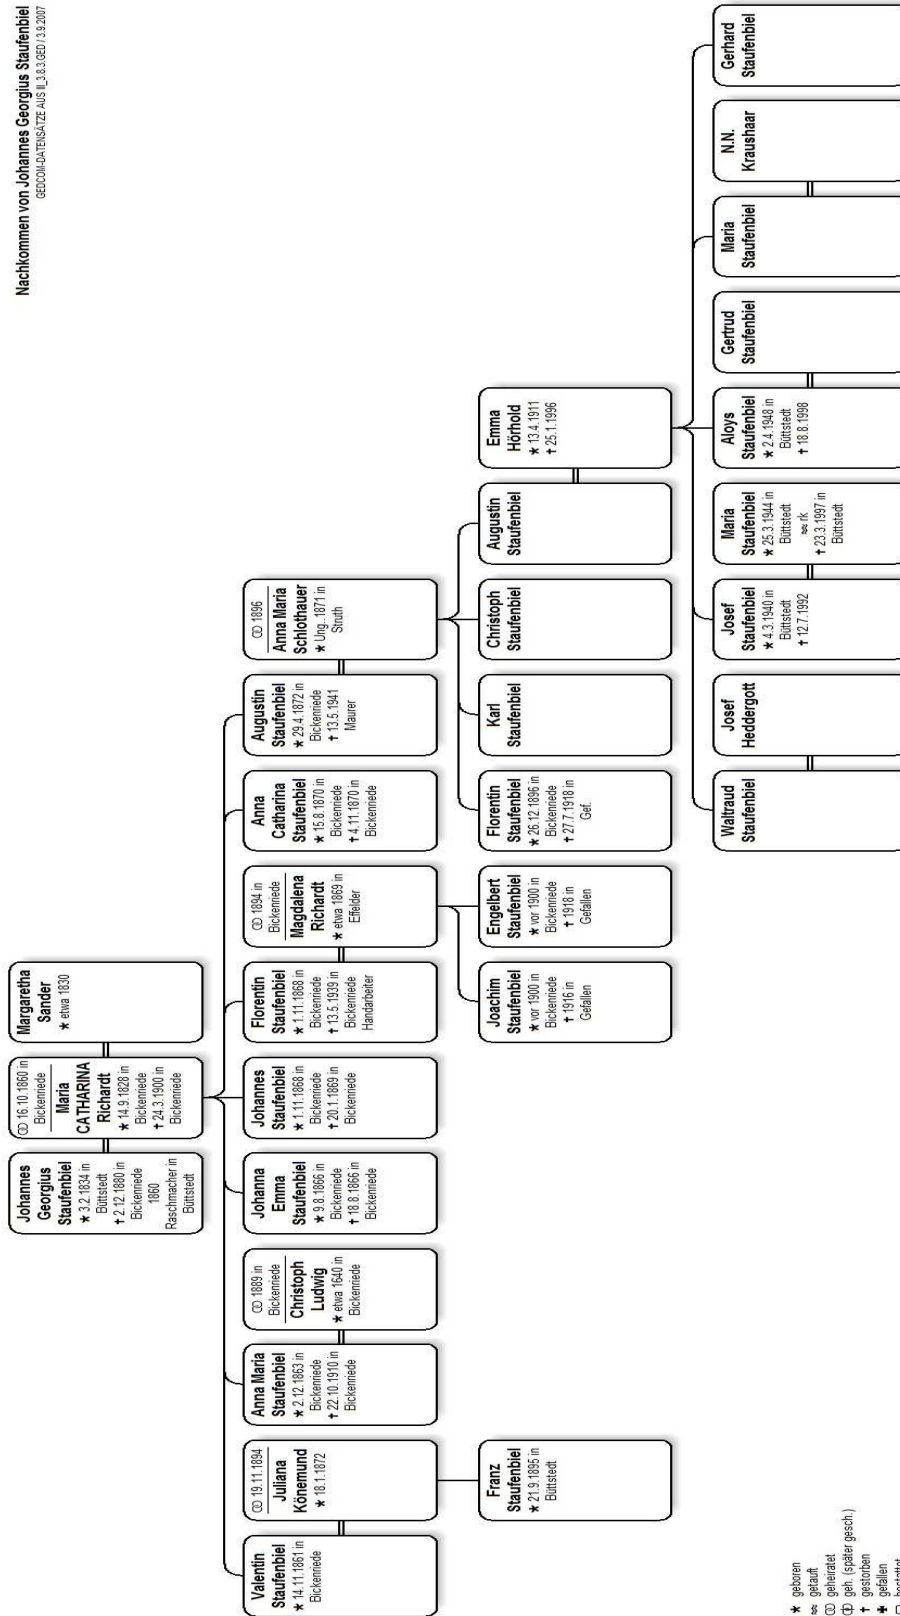 Nachkommen von Johannes Georgius Staufenbiel
GEDCOM-DATENSÄTZE AUS II_3.8.3.GED / 3.9.2007
Johannes
Georgius
Staufenbiel
★ 3.2.1834 in
Büttstedt
† 2.12.1880 in
Bickenriede
1860
Raschmacher in
Büttstedt
⚭ 16.10.1860 in
Bickenriede
Maria
CATHARINA
Richardt
★ 14.9.1828 in
Bickenriede
† 24.3.1900 in
Bickenriede
Margaretha
Sander
★ etwa 1830
Valentin
Staufenbiel
★ 14.11.1861 in
Bickenriede
⚭ 19.11.1894
Juliana
Könemund
★ 18.1.1872
Anna Maria
Staufenbiel
★ 2.12.1863 in
Bickenriede
† 22.10.1910 in
Bickenriede
⚭ 1889 in
Bickenriede
Christoph
Ludwig
★ etwa 1640 in
Bickenriede
Johanna
Emma
Staufenbiel
★ 9.8.1866 in
Bickenriede
† 18.8.1866 in
Bickenriede
Johannes
Staufenbiel
★ 1.11.1868 in
Bickenriede
† 20.1.1869 in
Bickenriede
Florentin
Staufenbiel
★ 1.11.1868 in
Bickenriede
† 13.5.1939 in
Bickenriede
Handarbeiter
⚭ 1894 in
Bickenriede
Magdalena
Richardt
★ etwa 1869 in
Effelder
Anna
Catharina
Staufenbiel
★ 15.8.1870 in
Bickenriede
† 4.11.1870 in
Bickenriede
Augustin
Staufenbiel
★ 29.4.1872 in
Bickenriede
† 13.5.1941
Maurer
⚭ 1896
Anna Maria
Schlothauer
★ Ung..1871 in
Struth
Franz
Staufenbiel
★ 21.9.1895 in
Büttstedt
Joachim
Staufenbiel
★ vor 1900 in
Bickenriede
† 1916 in
Gefallen
Engelbert
Staufenbiel
★ vor 1900 in
Bickenriede
† 1918 in
Gefallen
Florentin
Staufenbiel
★ 26.12.1896 in
Bickenriede
† 27.7.1918 in
Gef.
Karl
Staufenbiel
Christoph
Staufenbiel
Augustin
Staufenbiel
Emma
Hörhold
★ 13.4.1911
† 25.1.1996
Waltraud
Staufenbiel
Josef
Heddergott
Josef
Staufenbiel
★ 4.3.1940 in
Büttstedt
† 12.7.1992
Maria
Staufenbiel
★ 25.3.1944 in
Büttstedt
≈ rk
† 23.3.1997 in
Büttstedt
Aloys
Staufenbiel
★ 2.4.1948 in
Büttstedt
† 18.8.1998
Gertrud
Staufenbiel
Maria
Staufenbiel
N.N.
Kraushaar
Gerhard
Staufenbiel
★ geboren
≈ getauft
⚭ geheiratet
geh. (später gesch.)
† gestorben
gefallen